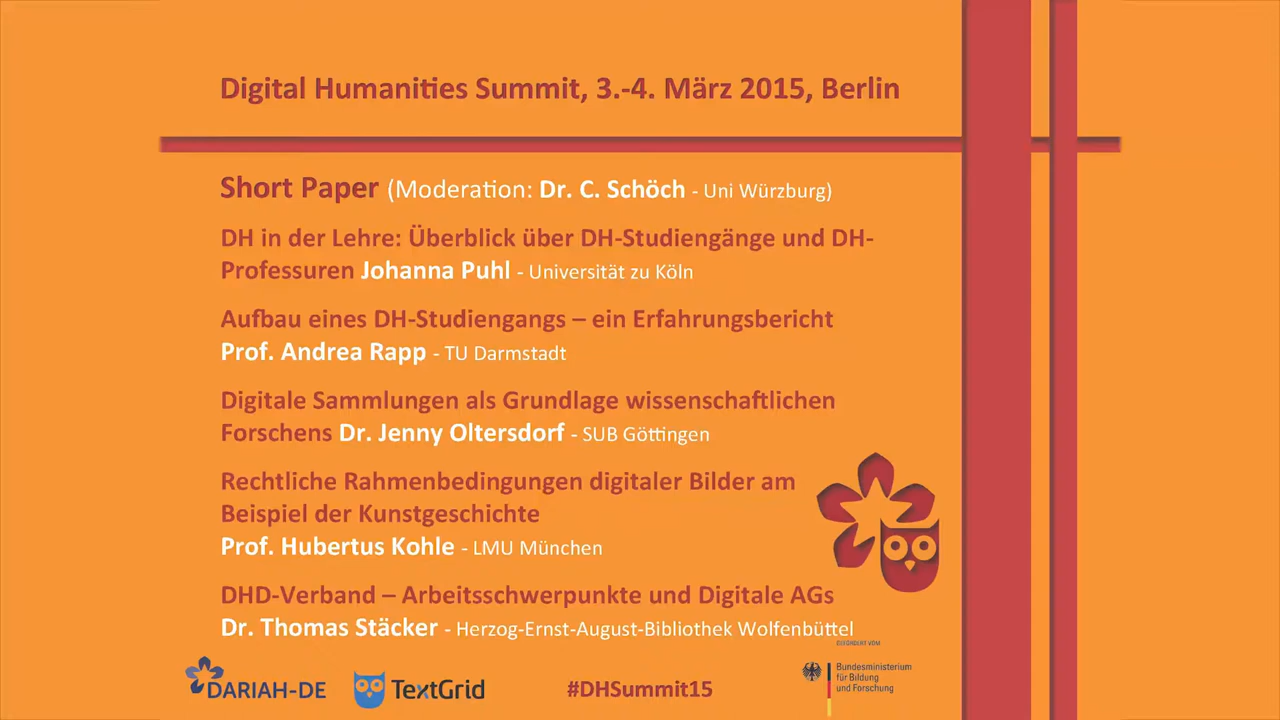 Digital Humanities Summit, 3.-4. März 2015, Berlin
Short Paper (Moderation: Dr. C. Schöch - Uni Würzburg)
DH in der Lehre: Überblick über DH-Studiengänge und DH-
Professuren Johanna Puhl - Universität zu Köln
Aufbau eines DH-Studiengangs – ein Erfahrungsbericht
Prof. Andrea Rapp - TU Darmstadt
Digitale Sammlungen als Grundlage wissenschaftlichen
Forschens Dr. Jenny Oltersdorf - SUB Göttingen
Rechtliche Rahmenbedingungen digitaler Bilder am
Beispiel der Kunstgeschichte
Prof. Hubertus Kohle - LMU München
DHD-Verband – Arbeitsschwerpunkte und Digitale AGs
Dr. Thomas Stäcker - Herzog-Ernst-August-Bibliothek Wolfenbüttel
GEFÖRDERT VOM
DARIAH-DE
TextGrid
#DHSummit15
Bundesministerium
für Bildung
und Forschung